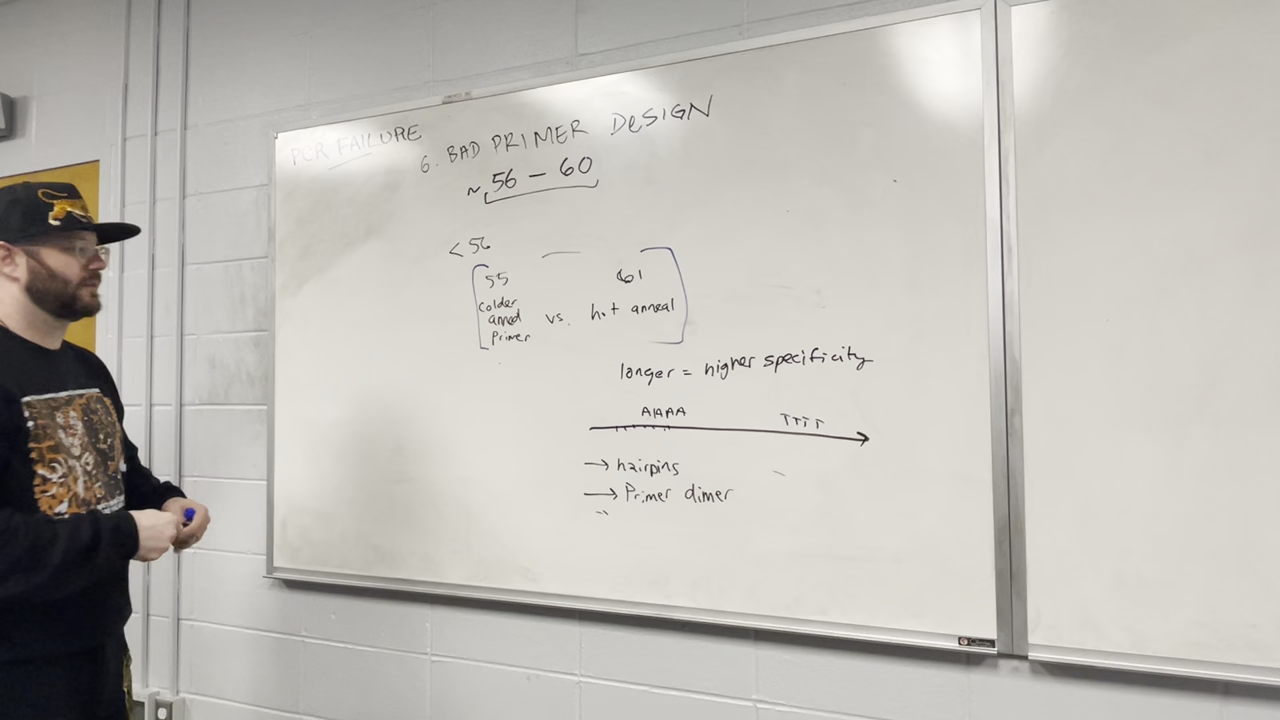 PCR FAILURE
6. BAD PRIMER DeSIGN
~ 56 – 60
< 56
55 61
Colder
anneal vs. hot anneal
Primer
longer = higher specificity
AAAA TTTT
→ hairpins
→ Primer dimer